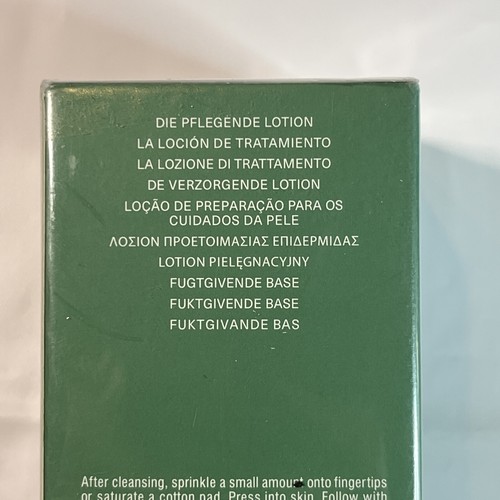 DIE PFLEGENDE LOTION
LA LOCIÓN DE TRATAMIENTO
LA LOZIONE DI TRATTAMENTO
DE VERZORGENDE LOTION
LOÇÃO DE PREPARAÇÃO PARA OS
CUIDADOS DA PELE
ΛΟΣΙΟΝ ΠΡΟΕΤΟΙΜΑΣΙΑΣ ΕΠΙΔΕΡΜΙΔΑΣ
LOTION PIELĘGNACYJNY
FUGTGIVENDE BASE
FUKTGIVENDE BASE
FUKTGIVANDE BAS
After cleansing, sprinkle a small amount onto fingertips
or saturate a cotton pad. Press into skin. Follow with